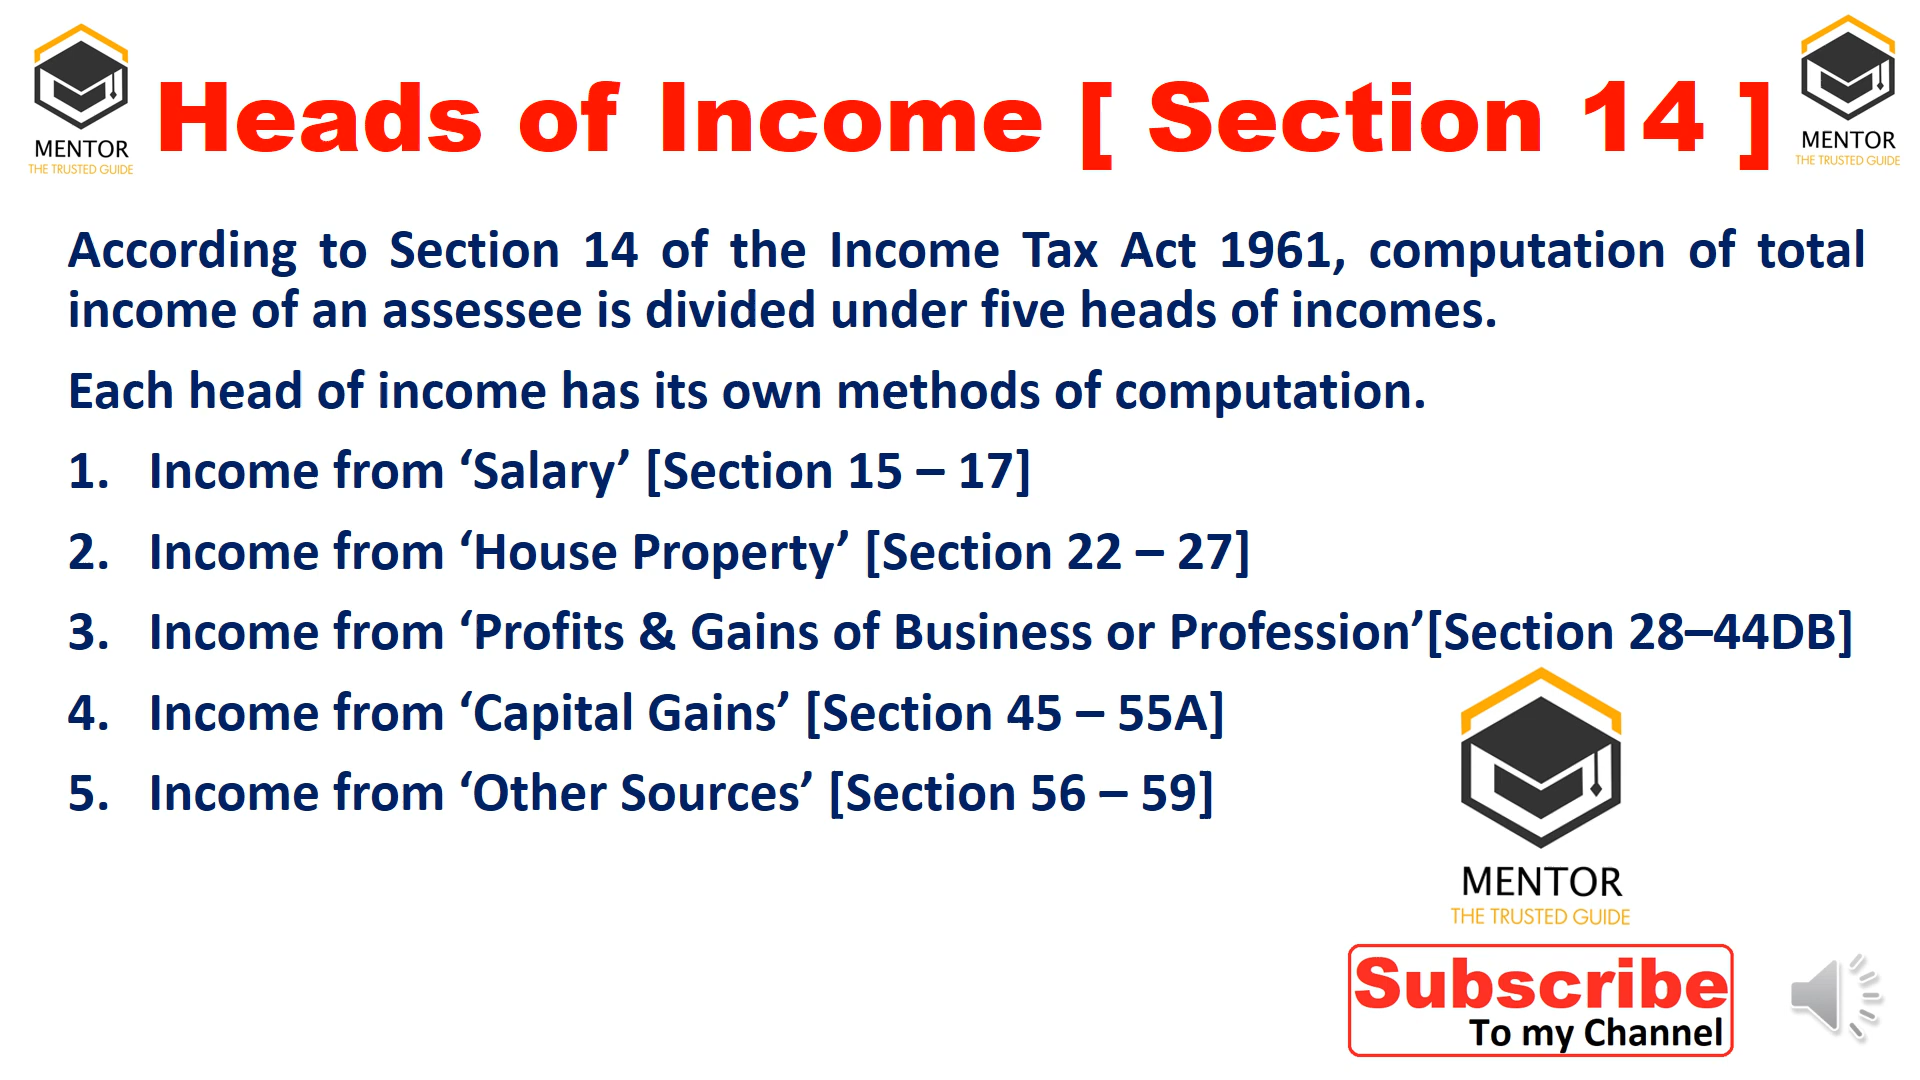 MENTOR
THE TRUSTED GUIDE
Heads of Income [ Section 14 ]
MENTOR
THE TRUSTED GUIDE
According to Section 14 of the Income Tax Act 1961, computation of total
income of an assessee is divided under five heads of incomes.
Each head of income has its own methods of computation.
1. Income from ‘Salary’ [Section 15 – 17]
2. Income from ‘House Property’ [Section 22 – 27]
3. Income from ‘Profits & Gains of Business or Profession’[Section 28–44DB]
4. Income from ‘Capital Gains’ [Section 45 – 55A]
5. Income from ‘Other Sources’ [Section 56 – 59]
MENTOR
THE TRUSTED GUIDE
Subscribe
To my Channel